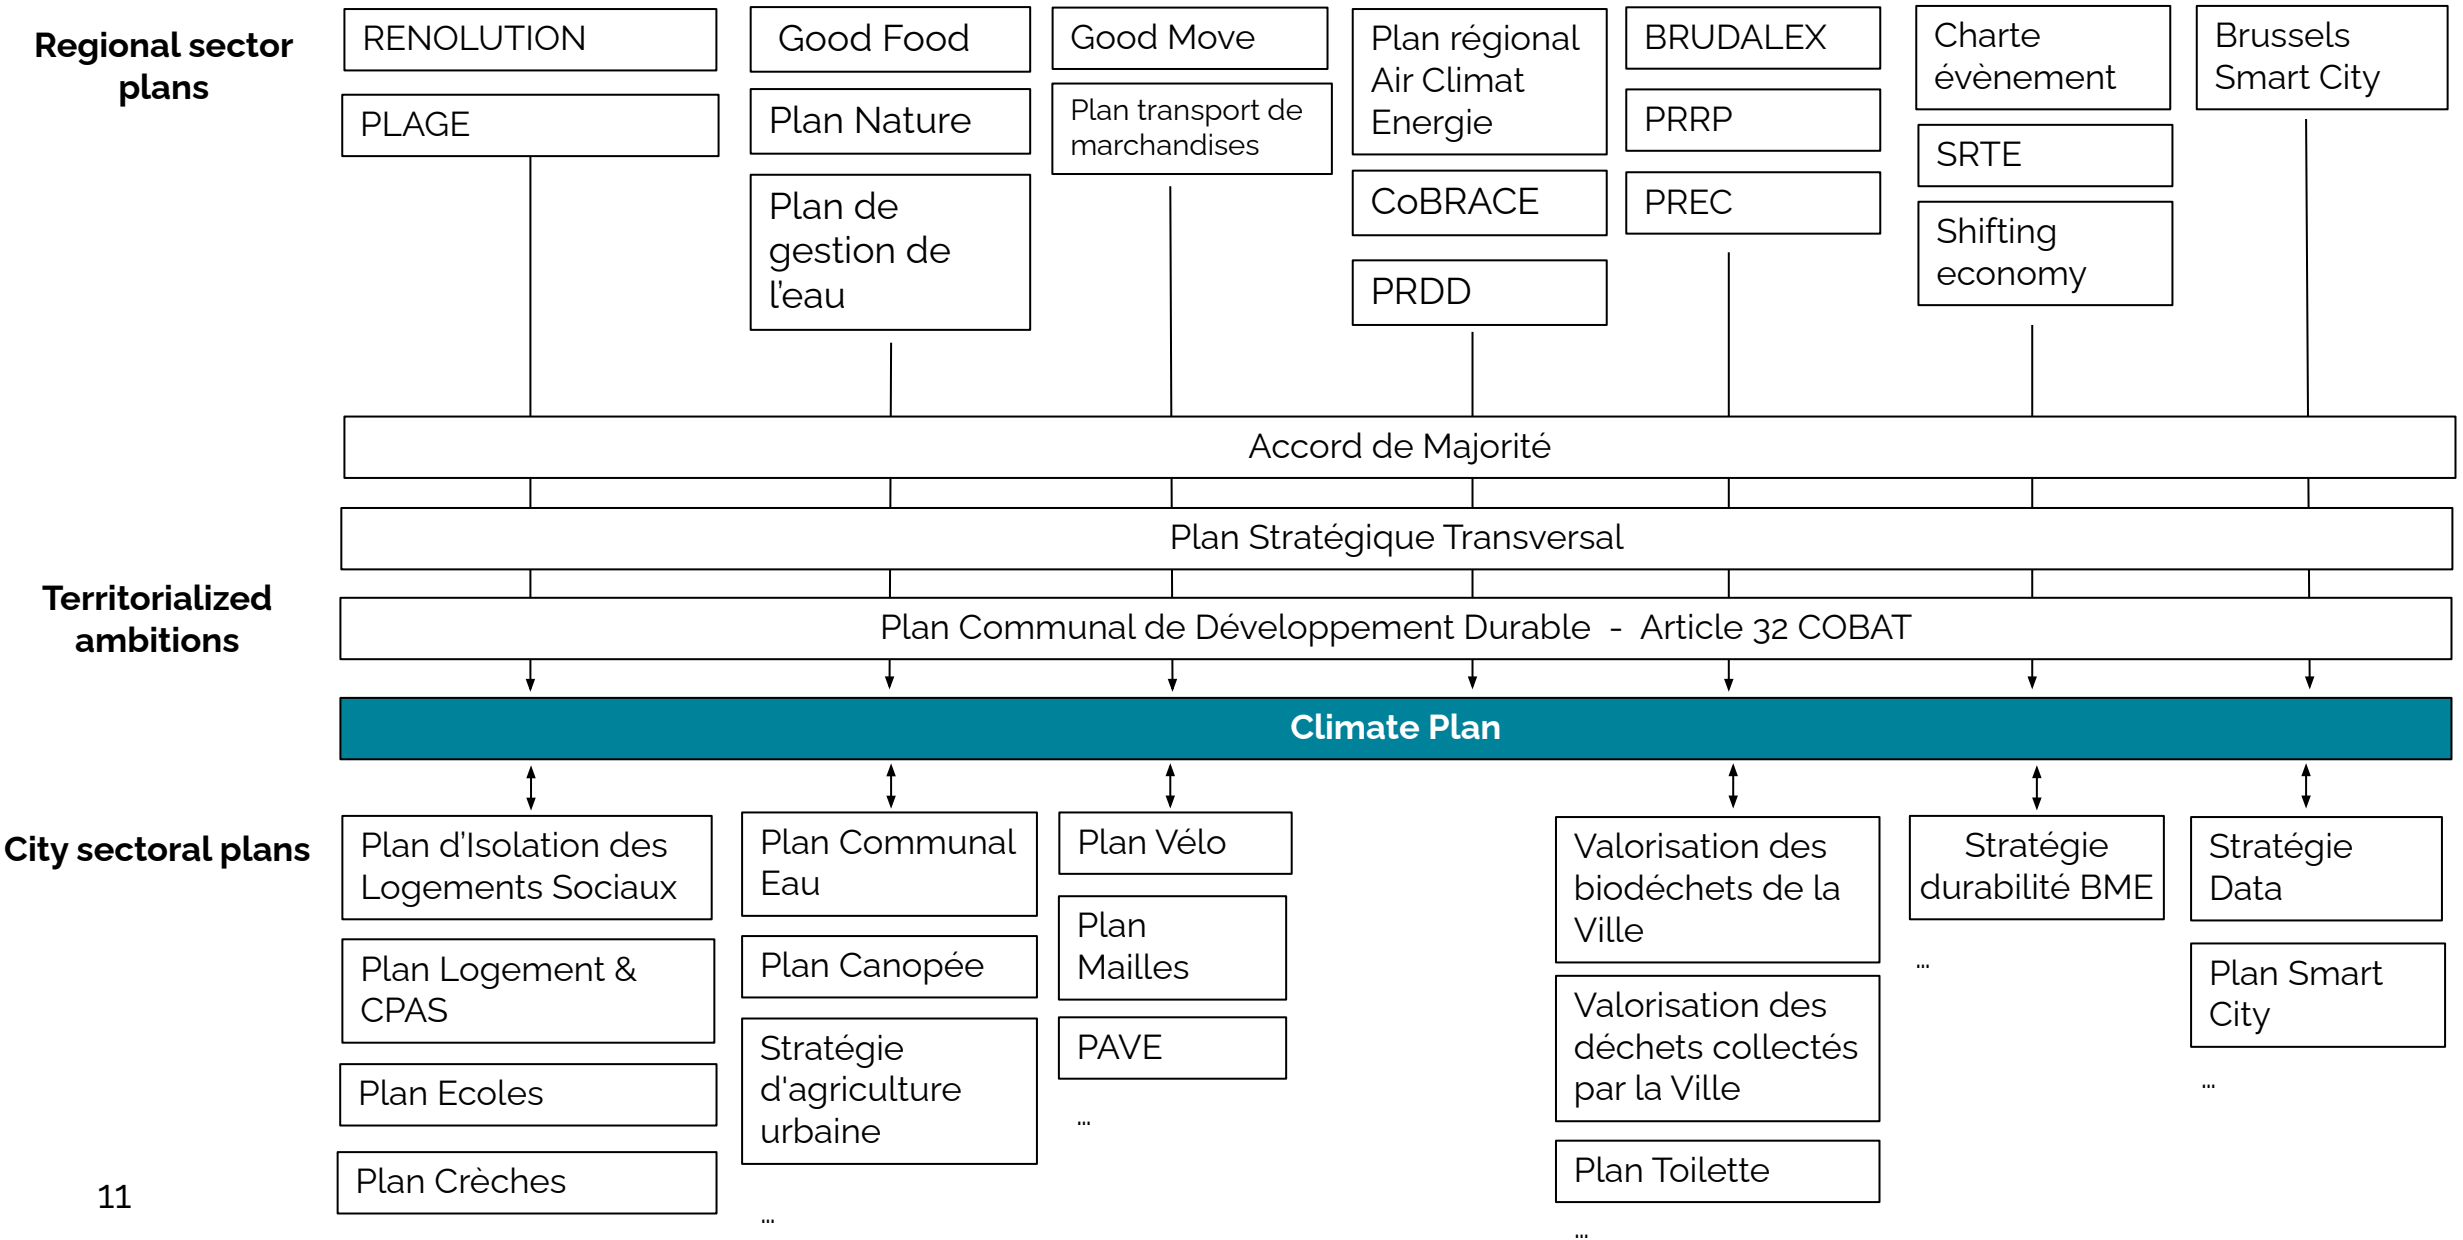 Regional sector
plans
RENOLUTION
PLAGE
Good Food
Plan Nature
Plan de
gestion de
l’eau
Good Move
Plan transport de
marchandises
Plan régional
Air Climat
Energie
CoBRACE
PRDD
BRUDALEX
PRRP
PREC
Charte
évènement
SRTE
Shifting
economy
Brussels
Smart City
Accord de Majorité
Plan Stratégique Transversal
Territorialized
ambitions
Plan Communal de Développement Durable - Article 32 COBAT
Climate Plan
City sectoral plans
Plan d’Isolation des
Logements Sociaux
Plan Logement &
CPAS
Plan Ecoles
Plan Crèches
Plan Communal
Eau
Plan Canopée
Stratégie
d'agriculture
urbaine
...
Plan Vélo
Plan
Mailles
PAVE
...
Valorisation des
biodéchets de la
Ville
Valorisation des
déchets collectés
par la Ville
Plan Toilette
...
Stratégie
durabilité BME
...
Stratégie
Data
Plan Smart
City
...
11